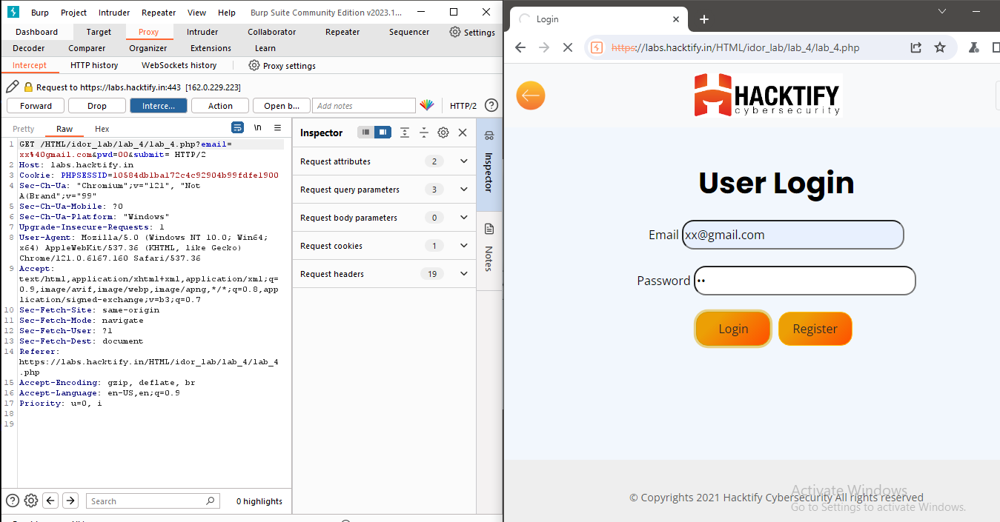 Burp Project Intruder Repeater View Help Burp Suite Community Edition v2023.1...
Dashboard Target Proxy Intruder Collaborator Repeater Sequencer Settings
Decoder Comparer Organizer Extensions Learn
Intercept HTTP history WebSockets history Proxy settings
Request to https://labs.hacktify.in:443 [162.0.229.223]
Forward Drop Interce... Action Open b... Add notes HTTP/2
Pretty Raw Hex \n
1 GET /HTML/idor_lab/lab_4/lab_4.php?email=
xx%40gmail.com&pwd=00&submit= HTTP/2
2 Host: labs.hacktify.in
3 Cookie: PHPSESSID=10584db1ba172c4c92904b99fdfe1900
4 Sec-Ch-Ua: "Chromium";v="121", "Not
A(Brand";v="99"
5 Sec-Ch-Ua-Mobile: ?0
6 Sec-Ch-Ua-Platform: "Windows"
7 Upgrade-Insecure-Requests: 1
8 User-Agent: Mozilla/5.0 (Windows NT 10.0; Win64;
x64) AppleWebKit/537.36 (KHTML, like Gecko)
Chrome/121.0.6167.160 Safari/537.36
9 Accept:
text/html,application/xhtml+xml,application/xml;q=
0.9,image/avif,image/webp,image/apng,*/*;q=0.8,app
lication/signed-exchange;v=b3;q=0.7
10 Sec-Fetch-Site: same-origin
11 Sec-Fetch-Mode: navigate
12 Sec-Fetch-User: ?1
13 Sec-Fetch-Dest: document
14 Referer:
https://labs.hacktify.in/HTML/idor_lab/lab_4/lab_4
.php
15 Accept-Encoding: gzip, deflate, br
16 Accept-Language: en-US,en;q=0.9
17 Priority: u=0, i
18
19
Search 0 highlights
Inspector
Request attributes 2
Request query parameters 3
Request body parameters 0
Request cookies 1
Request headers 19
Inspector
Notes
Login
https://labs.hacktify.in/HTML/idor_lab/lab_4/lab_4.php
HACKTIFY
cybersecurity
User Login
Email xx@gmail.com
Password ••
Login Register
© Copyrights 2021 Hacktify Cybersecurity All rights reserved
Activate Windows
Go to Settings to activate Windows.